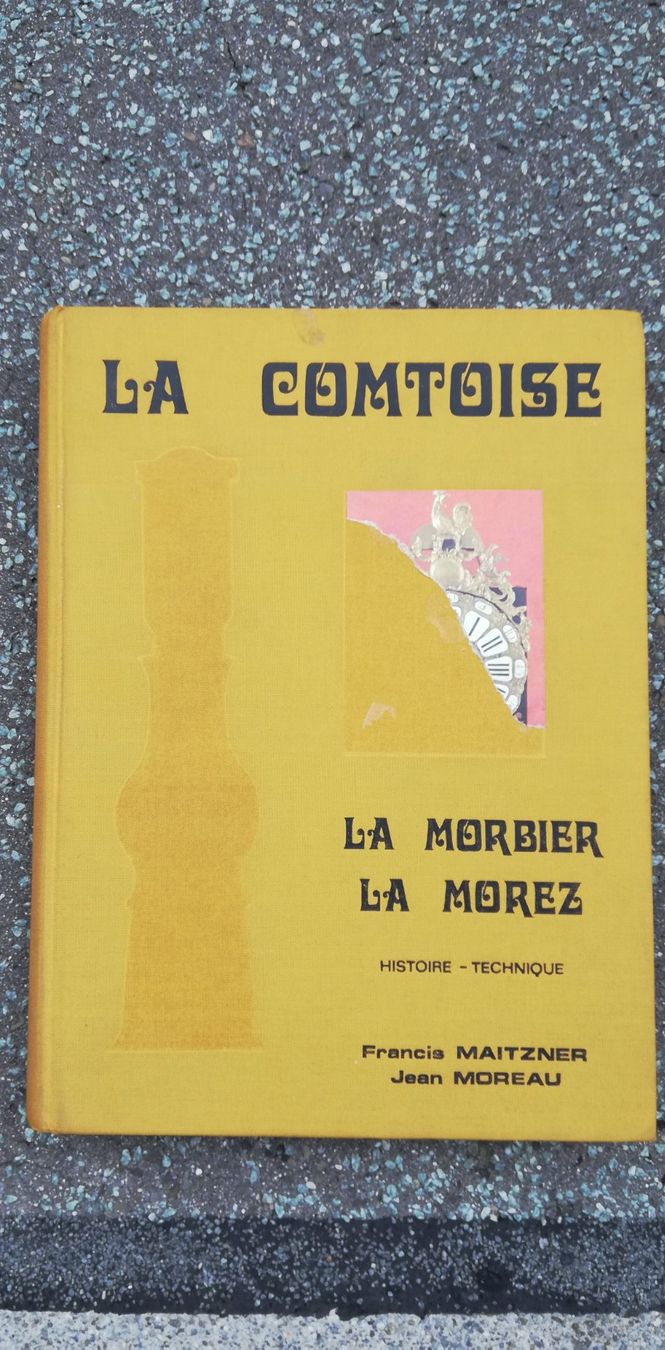 LA COMTOISE
LA MORBIER
LA MOREZ
HISTOIRE - TECHNIQUE
Francis MAITZNER
Jean MOREAU